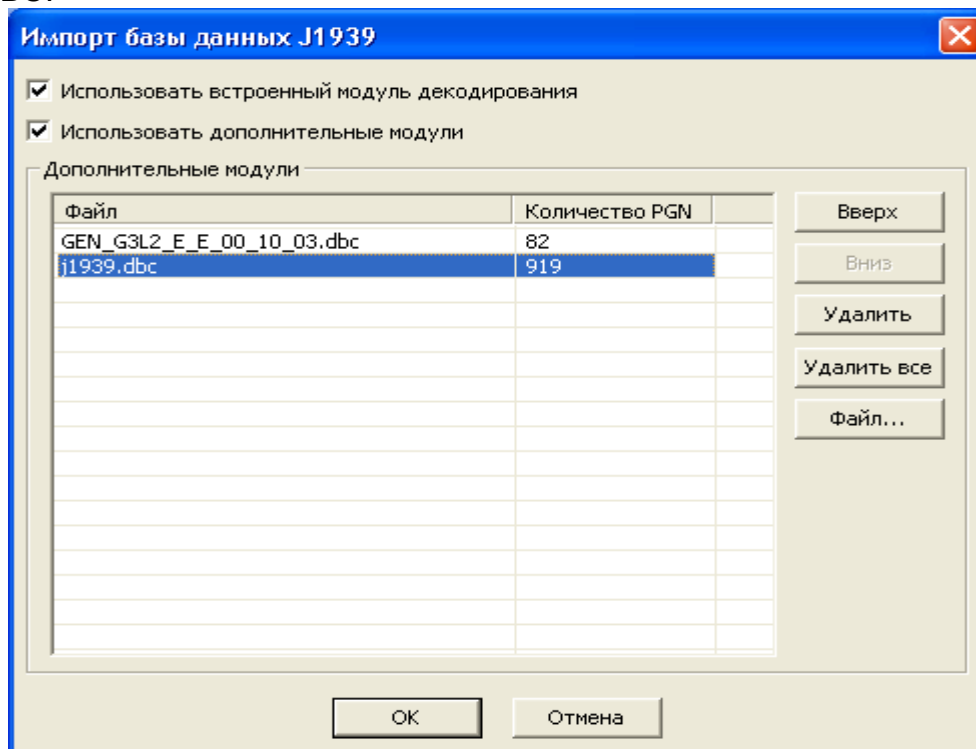 Импорт базы данных J1939
Использовать встроенный модуль декодирования
Использовать дополнительные модули
Дополнительные модули
Файл Количество PGN
GEN_G3L2_E_E_00_10_03.dbc 82
j1939.dbc 919
Вверх
Вниз
Удалить
Удалить все
Файл...
OK Отмена